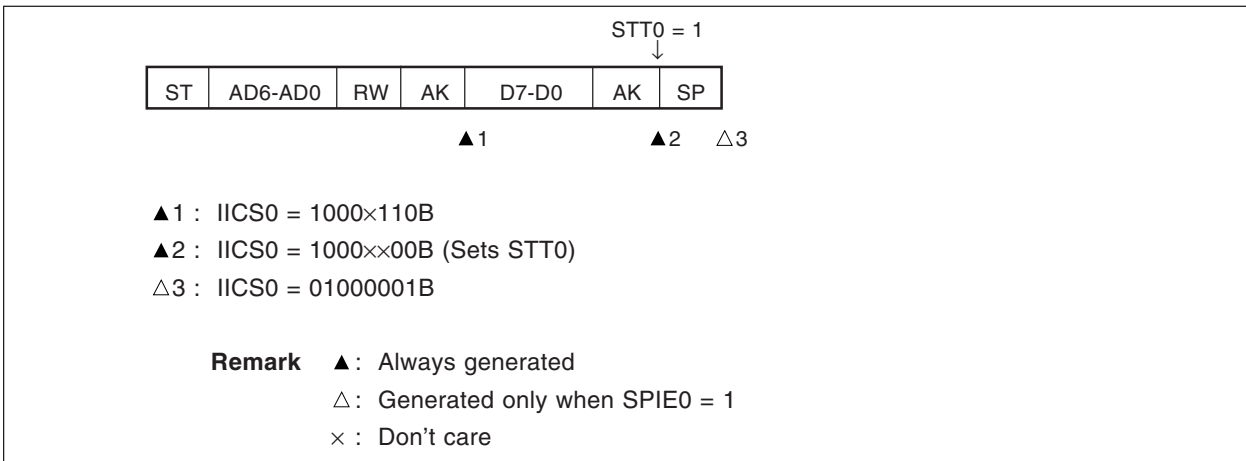 STT0 = 1
↓
ST AD6-AD0 RW AK D7-D0 AK SP
▲1 ▲2 △3
▲1 : IICS0 = 1000×110B
▲2 : IICS0 = 1000××00B (Sets STT0)
△3 : IICS0 = 01000001B
Remark ▲ : Always generated
△ : Generated only when SPIE0 = 1
× : Don't care